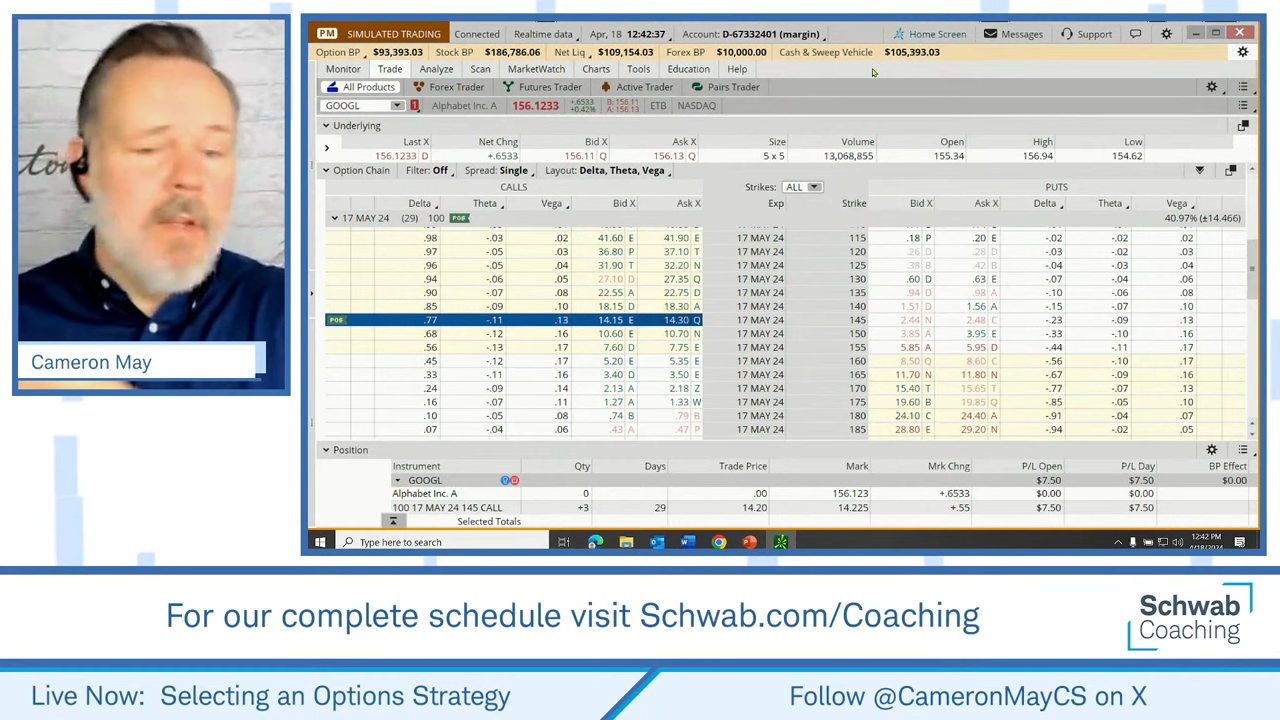 PM SIMULATED TRADING Connected Realtime data Apr, 18 12:42:37 Account: D-67332401 (margin) Home Screen Messages Support
Option BP $93,393.03 Stock BP $186,786.06 Net Liq $109,154.03 Forex BP $10,000.00 Cash & Sweep Vehicle $105,393.03
Monitor Trade Analyze Scan MarketWatch Charts Tools Education Help
All Products Forex Trader Futures Trader Active Trader Pairs Trader
GOOGL 1 Alphabet Inc. A 156.1233 +.6533 +0.42% B: 156.11 A: 156.13 ETB NASDAQ
Underlying
Last X Net Chng Bid X Ask X Size Volume Open High Low
156.1233 D +.6533 156.11 Q 156.13 Q 5 x 5 13,068,855 155.34 156.94 154.62
Option Chain Filter: Off Spread: Single Layout: Delta, Theta, Vega
CALLS Strikes: ALL PUTS
Delta Theta Vega Bid X Ask X Exp Strike Bid X Ask X Delta Theta Vega
17 MAY 24 (29) 100 POS 40.97% (±14.466)
.98 -.03 .02 41.60 E 41.90 E 17 MAY 24 115 .18 P .20 E -.02 -.02 .02
.97 -.05 .03 36.80 P 37.10 T 17 MAY 24 120 .26 D .28 D -.03 -.03 .03
.96 -.05 .04 31.90 T 32.20 N 17 MAY 24 125 .38 B .42 B -.04 -.04 .04
.94 -.06 .06 27.10 D 27.35 Q 17 MAY 24 130 .60 D .63 E -.07 -.04 .06
.90 -.07 .08 22.55 A 22.75 D 17 MAY 24 135 .94 D .98 A -.10 -.06 .08
.85 -.09 .10 18.15 D 18.30 A 17 MAY 24 140 1.51 D 1.56 A -.15 -.07 .10
POS .77 -.11 .13 14.15 E 14.30 Q 17 MAY 24 145 2.44 N 2.48 C -.23 -.09 .13
.68 -.12 .16 10.60 E 10.70 N 17 MAY 24 150 3.85 A 3.95 E -.33 -.10 .16
.56 -.13 .17 7.60 D 7.75 E 17 MAY 24 155 5.85 A 5.95 D -.44 -.11 .17
.45 -.12 .17 5.20 E 5.35 E 17 MAY 24 160 8.50 Q 8.60 C -.56 -.10 .17
.33 -.11 .16 3.40 D 3.50 E 17 MAY 24 165 11.70 N 11.80 N -.67 -.09 .16
.24 -.09 .14 2.13 A 2.18 Z 17 MAY 24 170 15.40 T 15.65 T -.77 -.07 .13
.16 -.07 .11 1.27 A 1.33 W 17 MAY 24 175 19.60 B 19.85 Q -.85 -.05 .10
.10 -.05 .08 .74 B .79 B 17 MAY 24 180 24.10 C 24.40 A -.91 -.04 .07
.07 -.04 .06 .43 A .47 P 17 MAY 24 185 28.80 E 29.20 N -.94 -.02 .05
Position
Instrument Qty Days Trade Price Mark Mrk Chng P/L Open P/L Day BP Effect
GOOGL $7.50 $7.50 $0.00
Alphabet Inc. A 0 .00 156.123 +.6533 $0.00 $0.00
100 17 MAY 24 145 CALL +3 29 14.20 14.225 +.55 $7.50 $7.50
Selected Totals
Type here to search 12:42 PM
4/18/2024
Cameron May
For our complete schedule visit Schwab.com/Coaching
Schwab
Coaching
Live Now: Selecting an Options Strategy
Follow @CameronMayCS on X